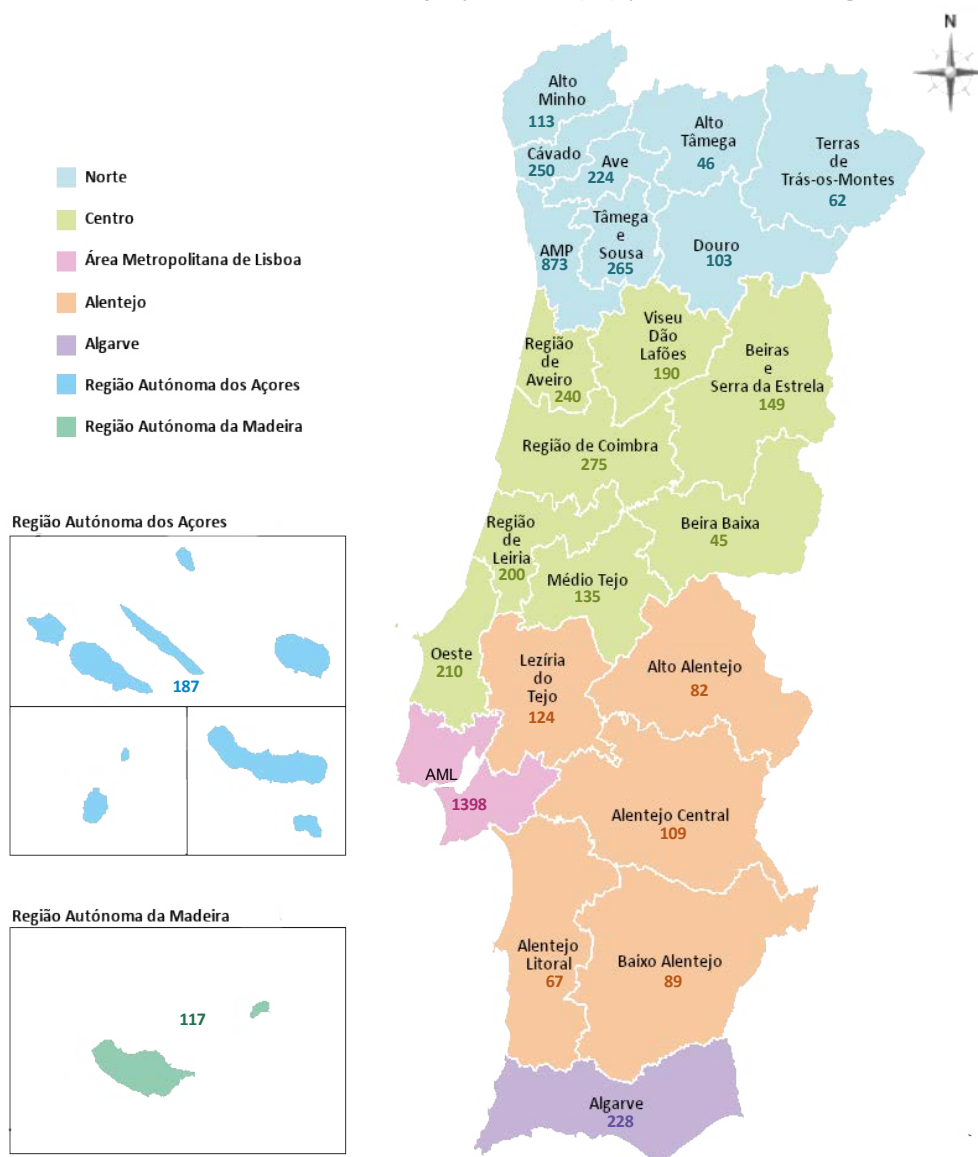 N
Alto
Minho
113
Cávado
250
Ave
224
Alto
Tâmega
46
Terras
de
Trás-os-Montes
62
AMP
873
Tâmega
e
Sousa
265
Douro
103
Norte
Centro
Área Metropolitana de Lisboa
Alentejo
Algarve
Região Autónoma dos Açores
Região Autónoma da Madeira
Região
de
Aveiro
240
Viseu
Dão
Lafões
190
Beiras
e
Serra da Estrela
149
Região de Coimbra
275
Região
de
Leiria
200
Médio Tejo
135
Beira Baixa
45
Oeste
210
Lezíria
do
Tejo
124
Alto Alentejo
82
AML
1398
Alentejo Central
109
Alentejo
Litoral
67
Baixo Alentejo
89
Algarve
228
Região Autónoma dos Açores
187
Região Autónoma da Madeira
117